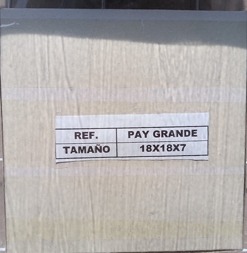 REF. PAY GRANDE
TAMAÑO 18X18X7